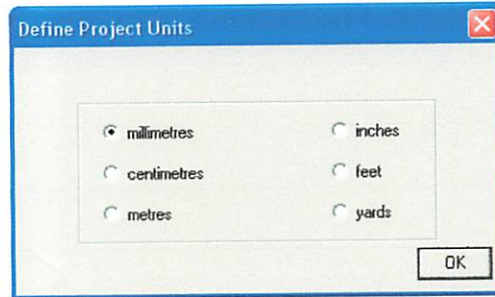 Define Project Units
millimetres
inches
centimetres
feet
metres
yards
OK